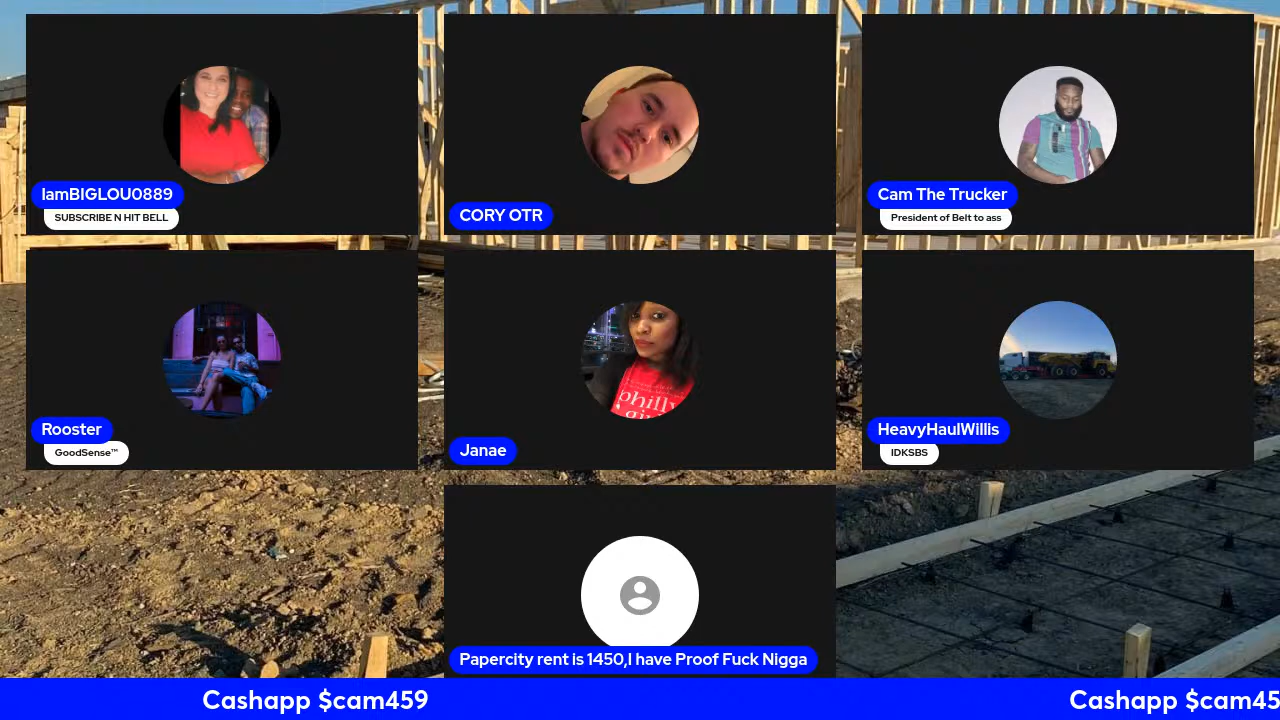 IamBIGLOU0889
SUBSCRIBE N HIT BELL
CORY OTR
Cam The Trucker
President of Belt to ass
Rooster
GoodSense™
Janae
philly
HeavyHaulWillis
IDKSBS
Papercity rent is 1450,I have Proof Fuck Nigga
Cashapp $cam459
Cashapp $cam45